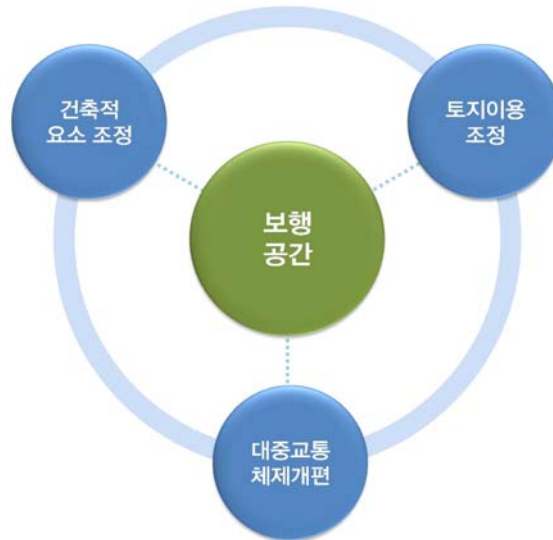 건축적
요소 조정
토지이용
조정
보행
공간
대중교통
체제개편